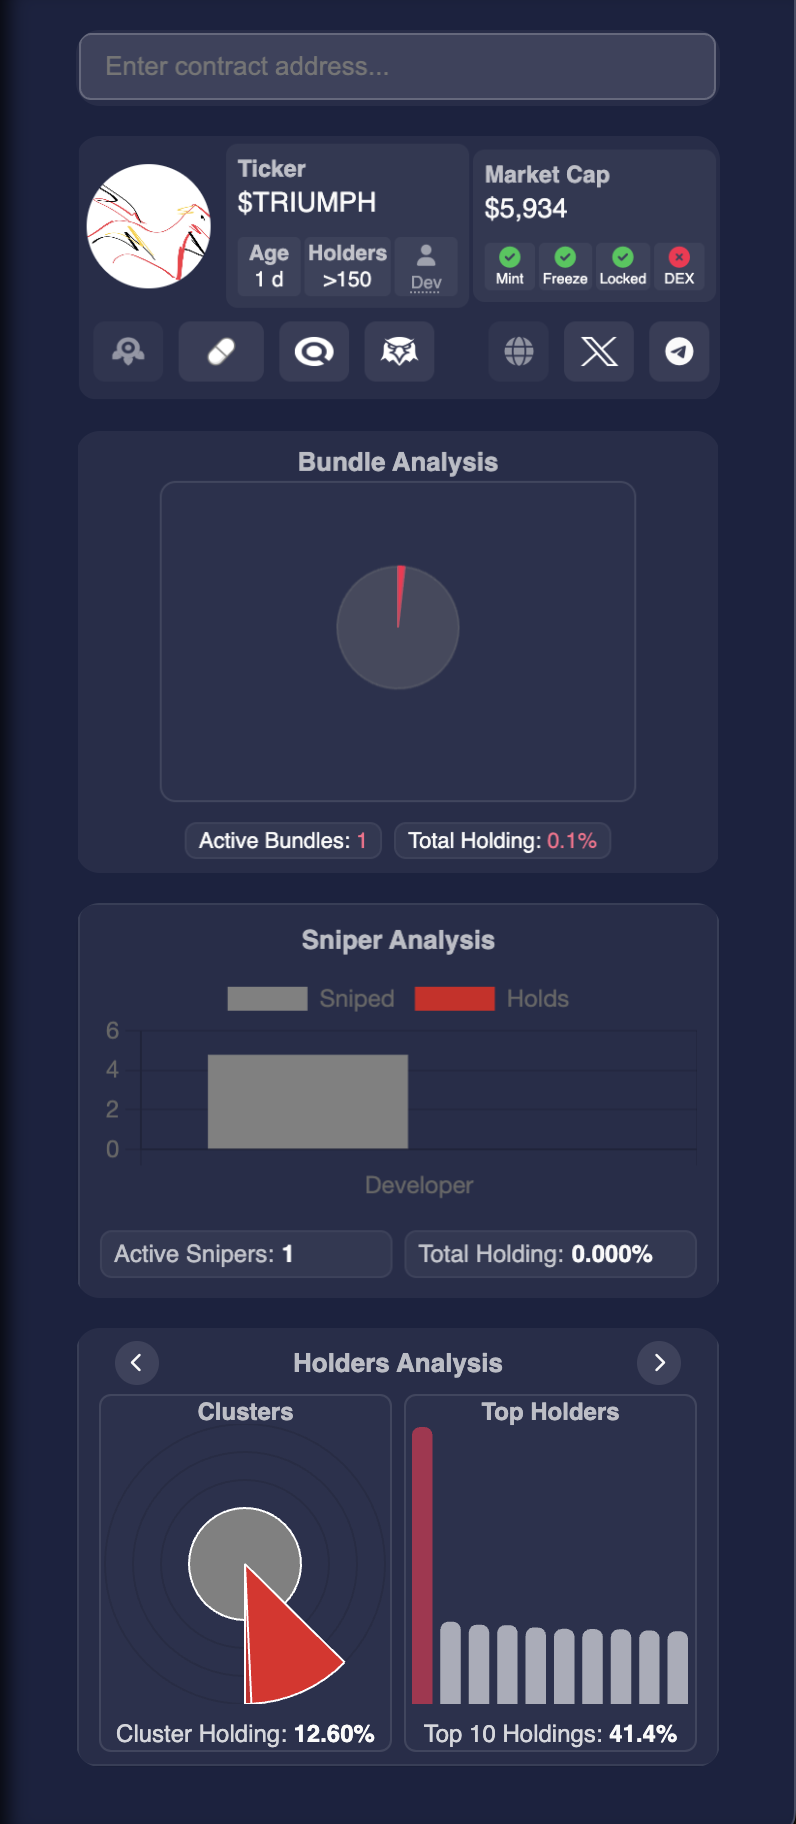 Enter contract address...
Ticker
$TRIUMPH
Market Cap
$5,934
Age
1 d
Holders
>150
Dev
Mint
Freeze
Locked
DEX
Bundle Analysis
Active Bundles: 1
Total Holding: 0.1%
Sniper Analysis
Sniped
Holds
6
4
2
0
Developer
Active Snipers: 1
Total Holding: 0.000%
Holders Analysis
Clusters
Top Holders
Cluster Holding: 12.60%
Top 10 Holdings: 41.4%